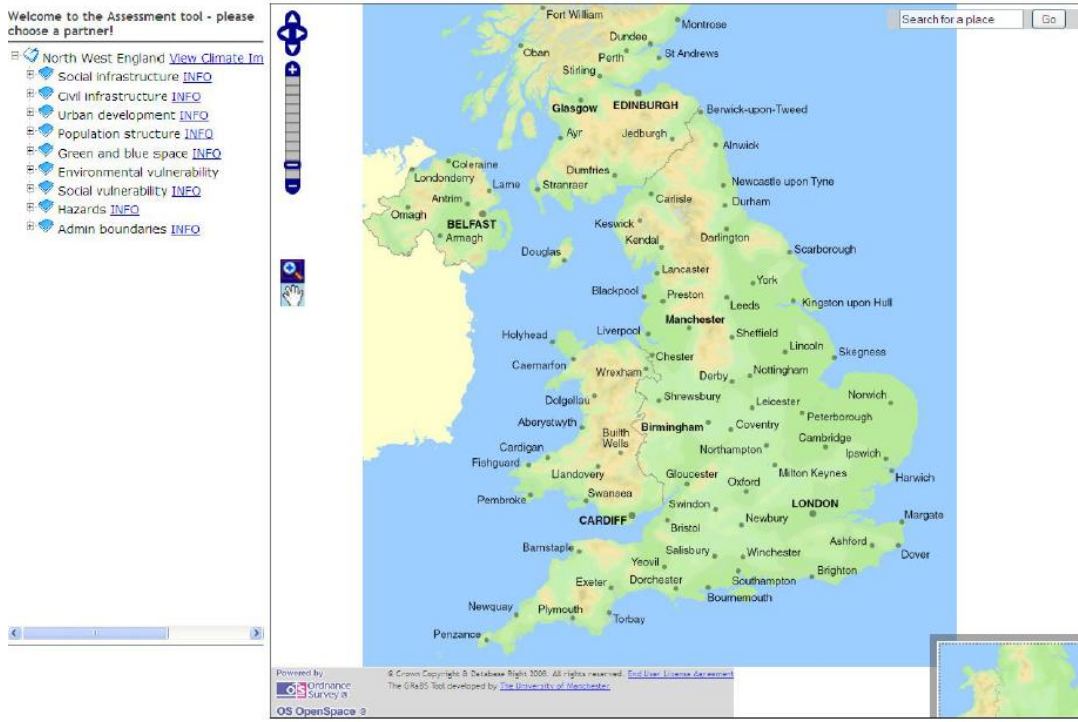 Welcome to the Assessment tool - please
choose a partner!
North West England View Climate Im
Social infrastructure INFO
Civil infrastructure INFO
Urban development INFO
Population structure INFO
Green and blue space INFO
Environmental vulnerability
Social vulnerability INFO
Hazards INFO
Admin boundaries INFO
Search for a place Go
Fort William
Montrose
Dundee
Oban
Perth
St Andrews
Stirling
Glasgow
EDINBURGH
Berwick-upon-Tweed
Ayr
Jedburgh
Alnwick
Coleraine
Londonderry
Larne
Dumfries
Stranraer
Newcastle upon Tyne
Antrim
Carlisle
Durham
Omagh
BELFAST
Keswick
Armagh
Kendal
Darlington
Douglas
Scarborough
Lancaster
York
Blackpool
Preston
Leeds
Kingston upon Hull
Manchester
Holyhead
Liverpool
Sheffield
Lincoln
Skegness
Caernarfon
Chester
Wrexham
Derby
Nottingham
Dolgellau
Shrewsbury
Leicester
Norwich
Peterborough
Aberystwyth
Builth
Wells
Birmingham
Coventry
Cambridge
Cardigan
Northampton
Ipswich
Fishguard
Llandovery
Gloucester
Milton Keynes
Harwich
Oxford
Pembroke
Swansea
Swindon
LONDON
CARDIFF
Bristol
Newbury
Margate
Barnstaple
Salisbury
Winchester
Ashford
Dover
Yeovil
Exeter
Dorchester
Southampton
Brighton
Bournemouth
Newquay
Plymouth
Torbay
Penzance
Powered by
OS Ordnance
Survey
OS OpenSpace
© Crown Copyright & Database Right 2008. All rights reserved. End User License Agreement
The GRaBS Tool developed by The University of Manchester.